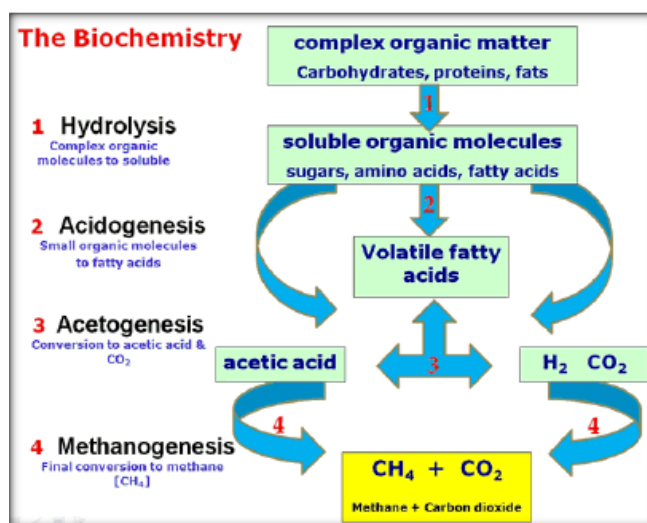 The Biochemistry
complex organic matter
Carbohydrates, proteins, fats
1
1 Hydrolysis
Complex organic
molecules to soluble
soluble organic molecules
sugars, amino acids, fatty acids
2
2 Acidogenesis
Small organic molecules
to fatty acids
Volatile fatty
acids
3 Acetogenesis
Conversion to acetic acid &
CO₂
acetic acid
3
H₂ CO₂
4
4
4 Methanogenesis
Final conversion to methane
[CH₄]
CH₄ + CO₂
Methane + Carbon dioxide